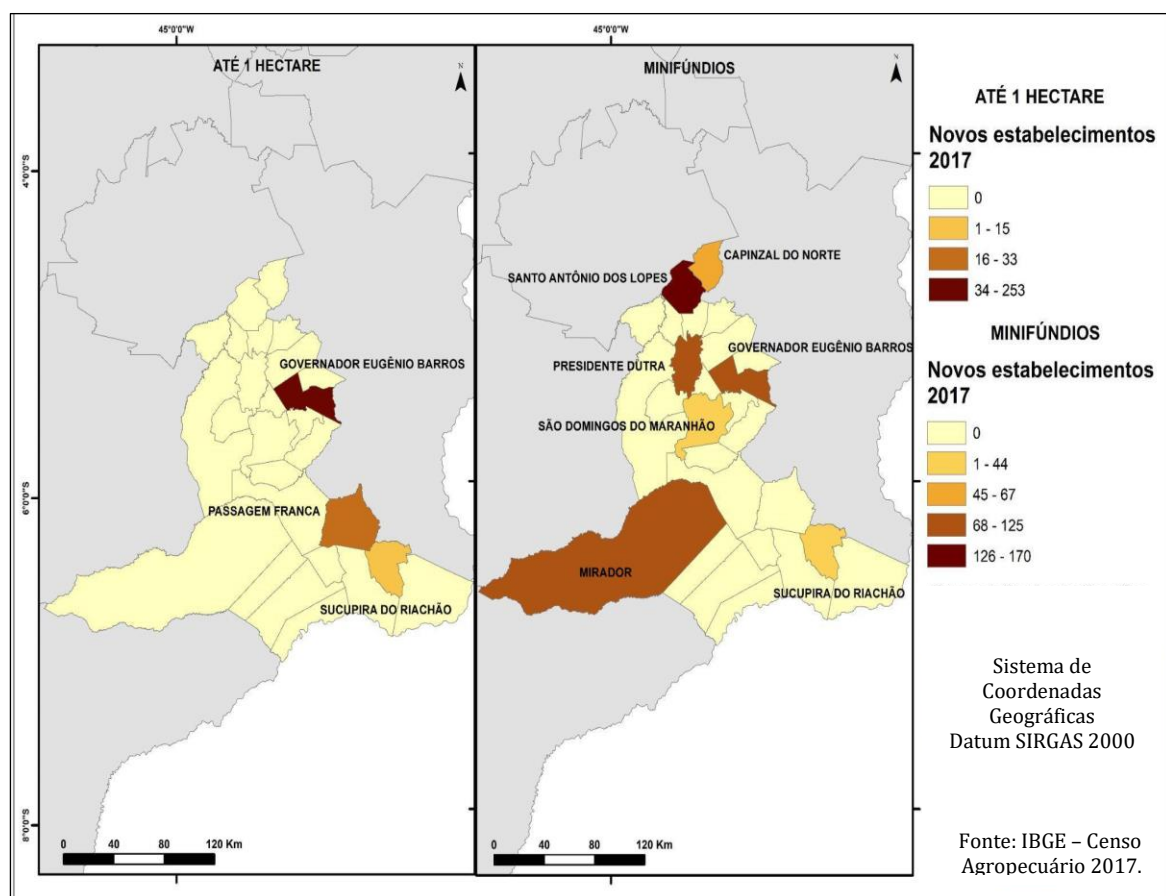 45°0'0"W
ATÉ 1 HECTARE
N
4°0'0"S
GOVERNADOR EUGÊNIO BARROS
6°0'0"S
PASSAGEM FRANCA
SUCUPIRA DO RIACHÃO
8°0'0"S
0 40 80 120 Km
45°0'0"W
MINIFÚNDIOS
N
CAPINZAL DO NORTE
SANTO ANTÔNIO DOS LOPES
GOVERNADOR EUGÊNIO BARROS
PRESIDENTE DUTRA
SÃO DOMINGOS DO MARANHÃO
MIRADOR
SUCUPIRA DO RIACHÃO
0 40 80 120 Km
ATÉ 1 HECTARE
Novos estabelecimentos
2017
0
1 - 15
16 - 33
34 - 253
MINIFÚNDIOS
Novos estabelecimentos
2017
0
1 - 44
45 - 67
68 - 125
126 - 170
Sistema de
Coordenadas
Geográficas
Datum SIRGAS 2000
Fonte: IBGE – Censo
Agropecuário 2017.